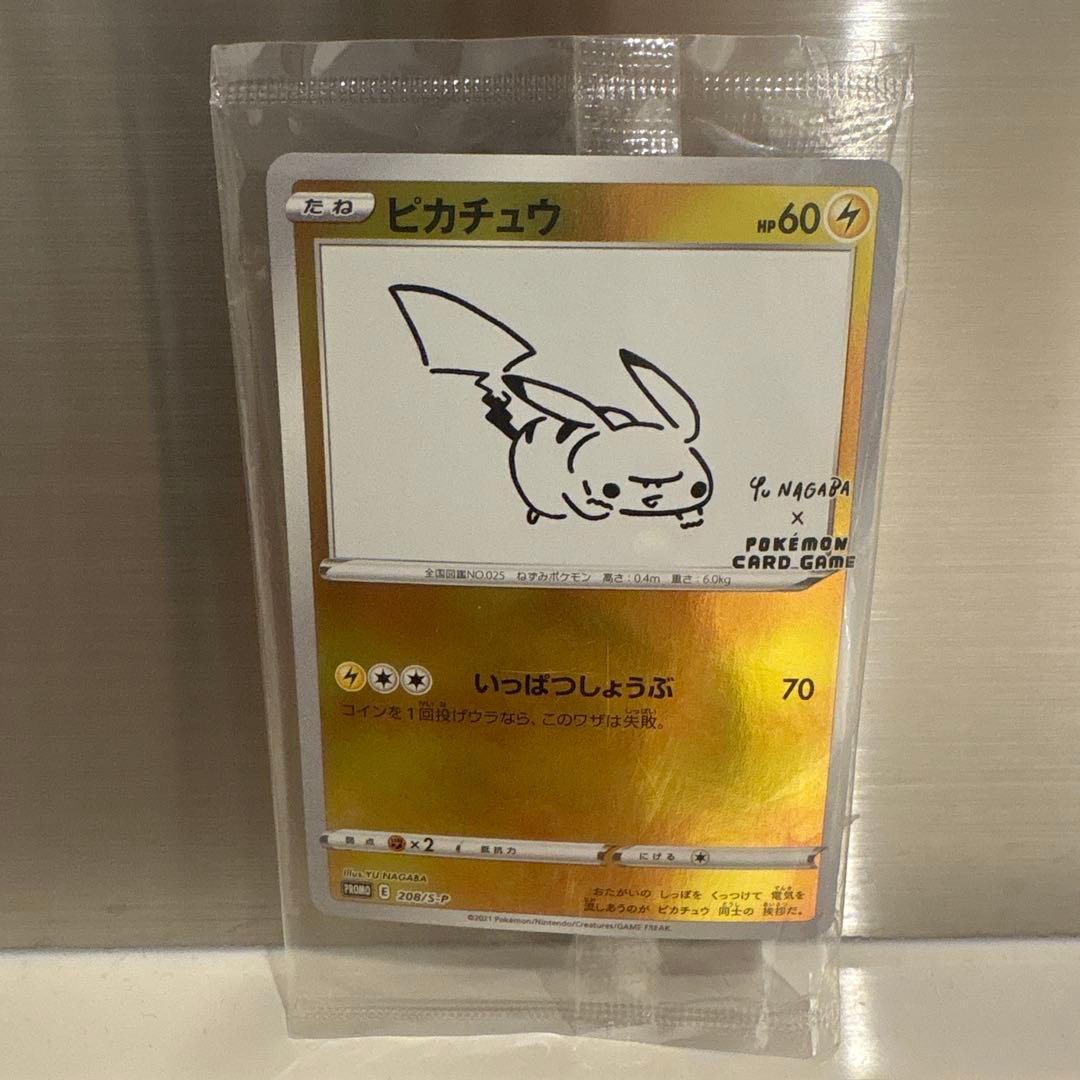 たね ピカチュウ HP60
YU NAGABA
×
POKÉMON
CARD GAME
全国図鑑NO.025 ねずみポケモン 高さ:0.4m 重さ:6.0kg
いっぱつしょうぶ 70
コインを1回投げウラなら、このワザは失敗。
弱点 ×2 抵抗力 にげる
illus. YU NAGABA
PROMO E 208/S-P
おたがいの しっぽを くっつけて 電気を
流しあうのが ピカチュウ 同士の 挨拶だ。
©2021 Pokémon/Nintendo/Creatures/GAME FREAK.